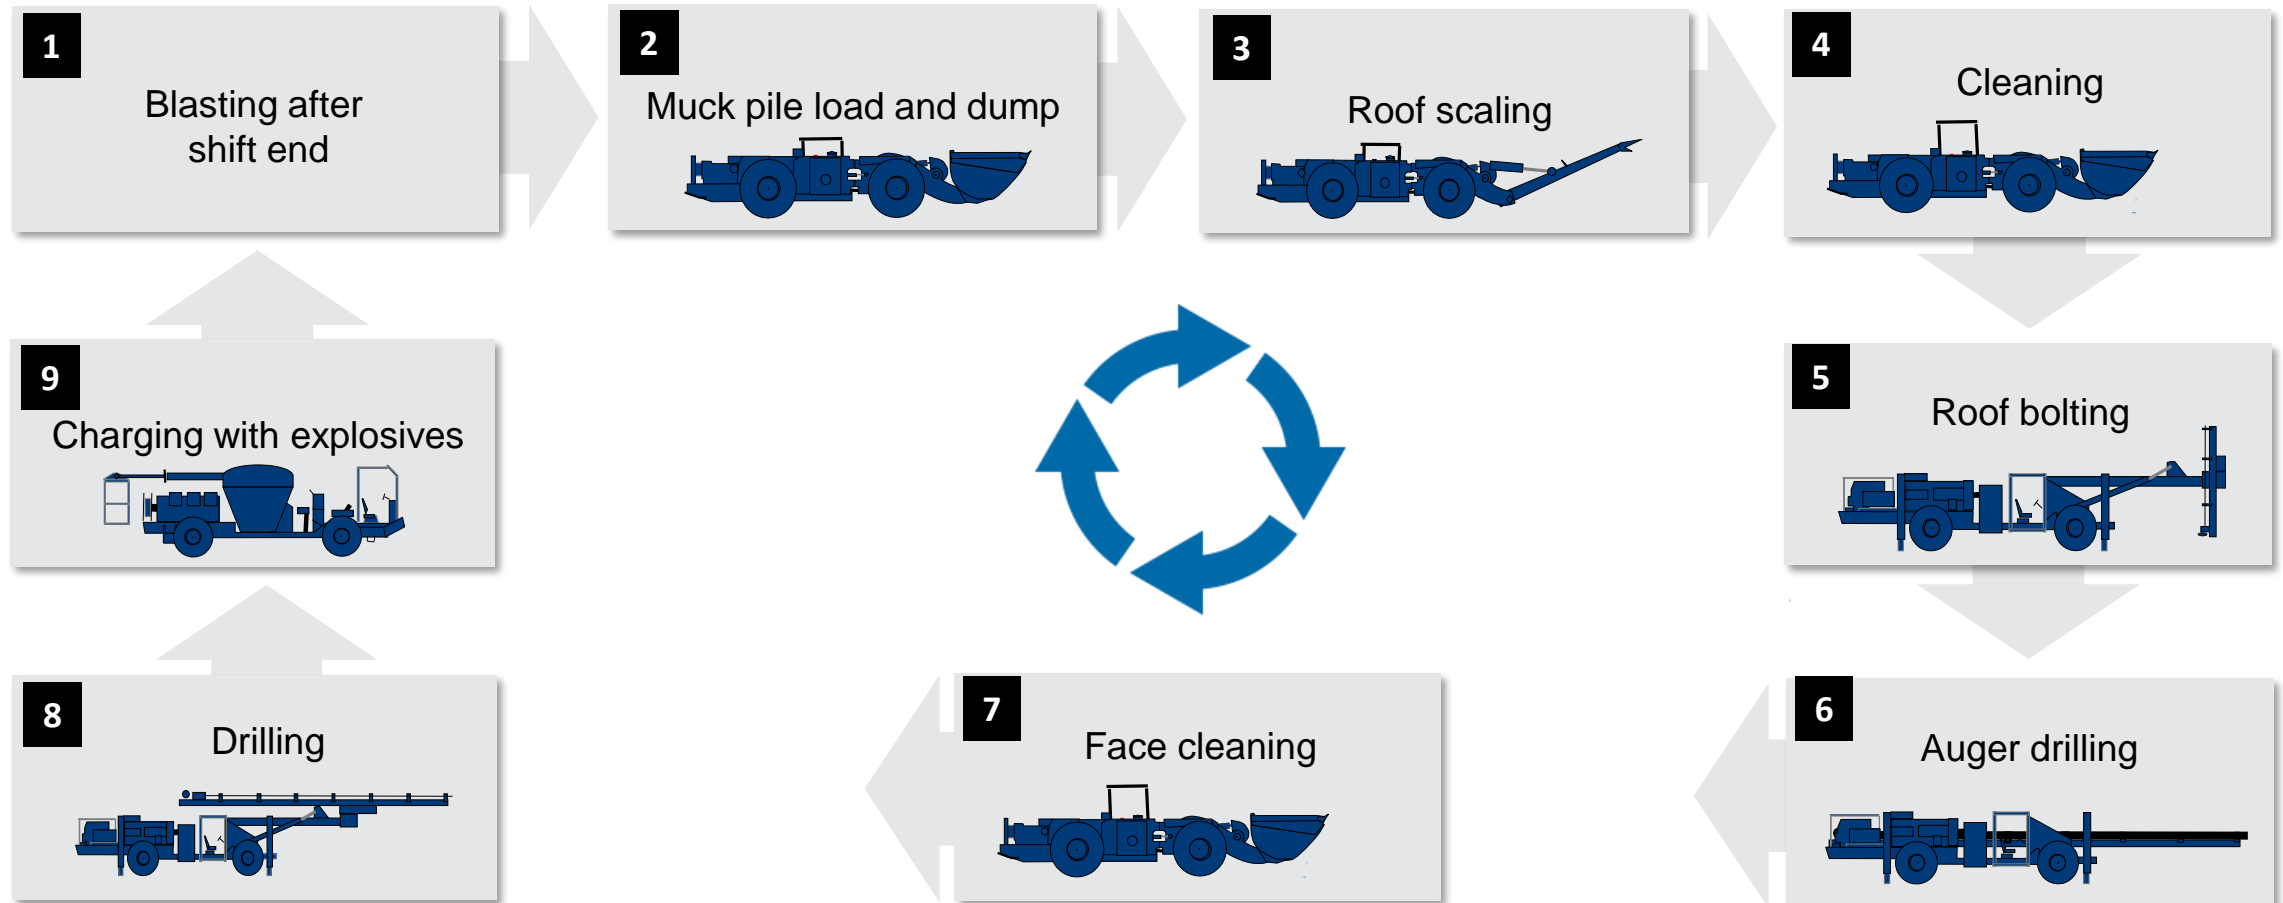 1
Blasting after
shift end
2
Muck pile load and dump
3
Roof scaling
4
Cleaning
5
Roof bolting
6
Auger drilling
7
Face cleaning
8
Drilling
9
Charging with explosives